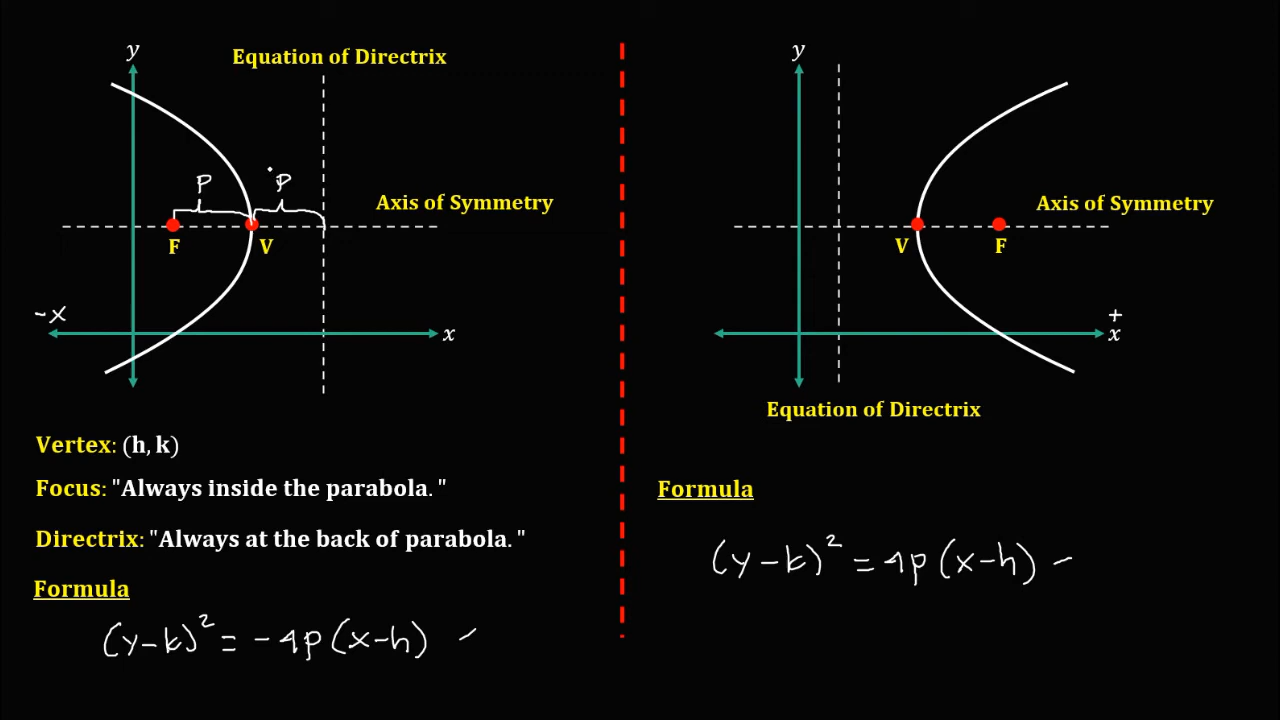 y
Equation of Directrix
P
P
Axis of Symmetry
F
V
-X
x
Vertex: (h, k)
Focus: "Always inside the parabola. "
Directrix: "Always at the back of parabola. "
Formula
(y-k)² = -4p(x-h)
y
Axis of Symmetry
V
F
+
x
Equation of Directrix
Formula
(y-k)² = 4p(x-h)